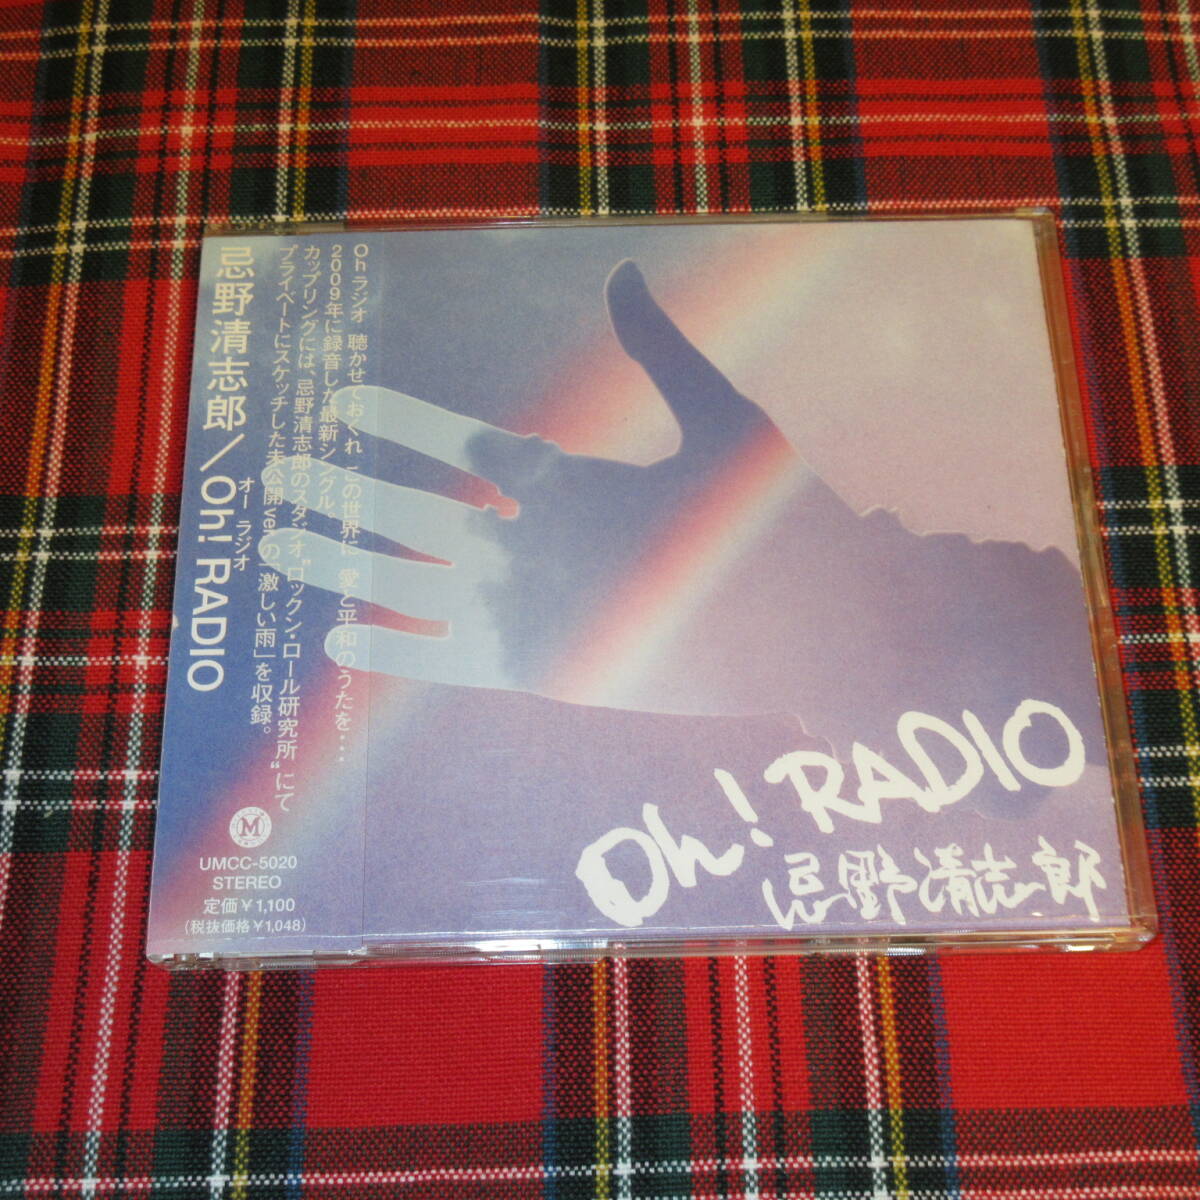 Oh ラジオ 聴かせておくれ この世界に 愛と平和のうたを…
2009年に録音した最新シングル。
カップリングには、忌野清志郎のスタジオ"ロックン・ロール研究所"にて
プライベートにスケッチした未公開ver.の「激しい雨」を収録。
忌野清志郎／Oh! RADIO
オー ラジオ
M
UMCC-5020
STEREO
定価￥1,100
(税抜価格￥1,048)
Oh! RADIO
忌野清志郎